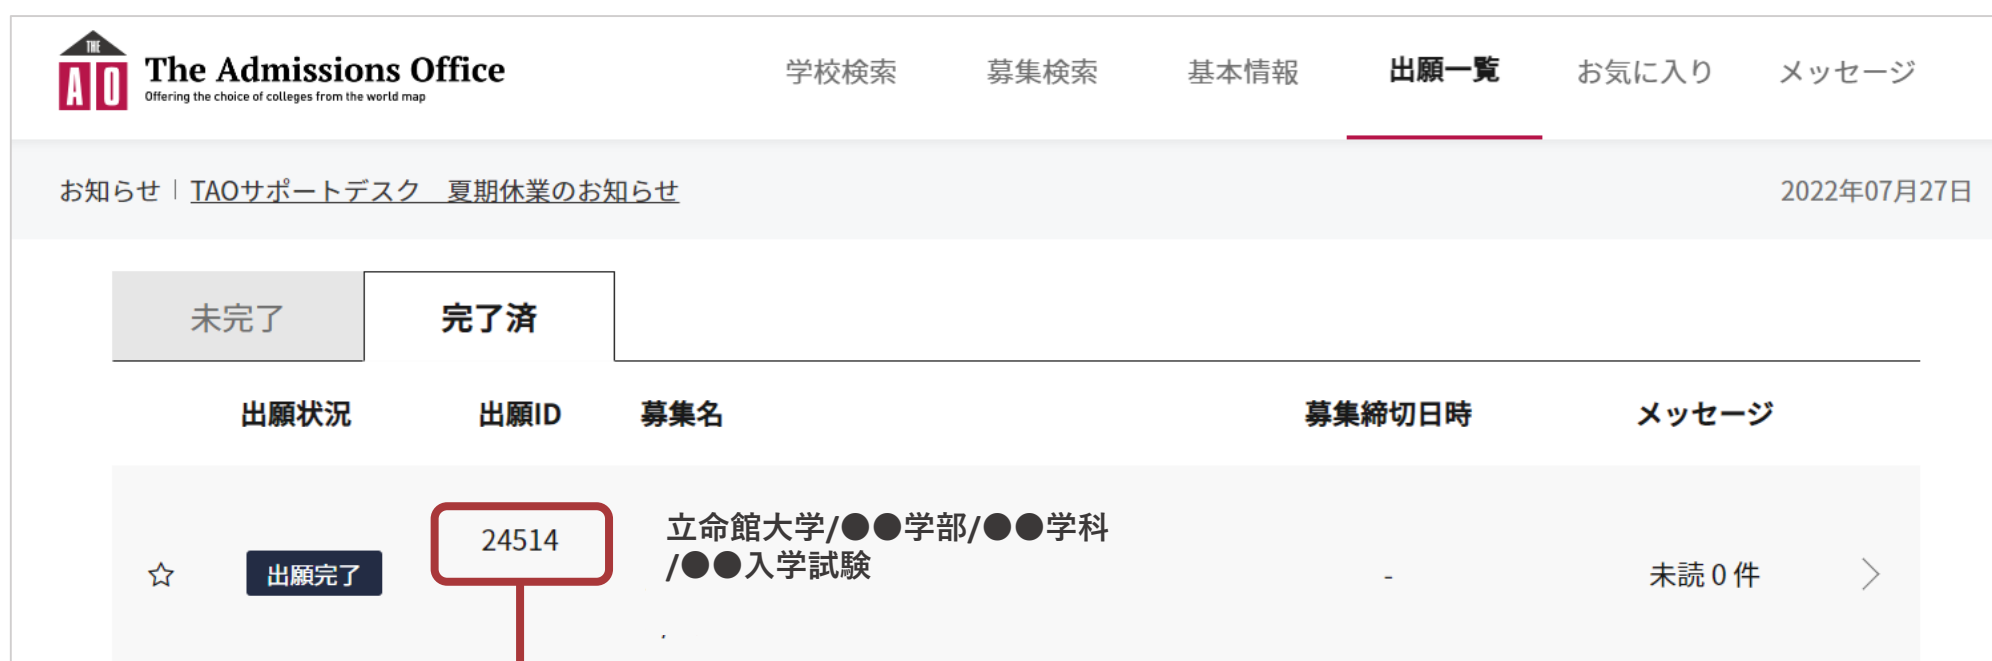 THE
AO
The Admissions Office
Offering the choice of colleges from the world map
学校検索 募集検索 基本情報 出願一覧 お気に入り メッセージ
お知らせ | TAOサポートデスク　夏期休業のお知らせ 2022年07月27日
未完了 完了済
出願状況 出願ID 募集名 募集締切日時 メッセージ
☆ 出願完了 24514 立命館大学/●●学部/●●学科
/●●入学試験 - 未読 0 件